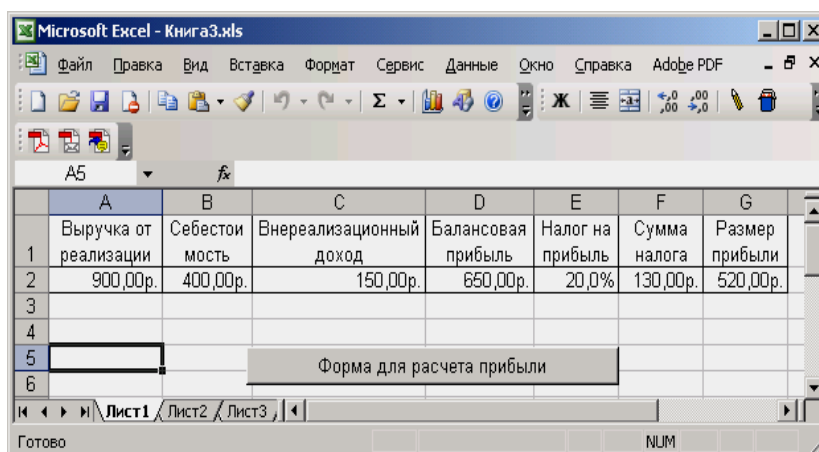 Microsoft Excel - Книга3.xls
Файл Правка Вид Вставка Формат Сервис Данные Окно Справка Adobe PDF
A5 fx
A B C D E F G
1 Выручка от реализации Себестои мость Внереализационный доход Балансовая прибыль Налог на прибыль Сумма налога Размер прибыли
2 900,00р. 400,00р. 150,00р. 650,00р. 20,0% 130,00р. 520,00р.
3
4
5 Форма для расчета прибыли
6
Лист1 Лист2 Лист3
Готово NUM